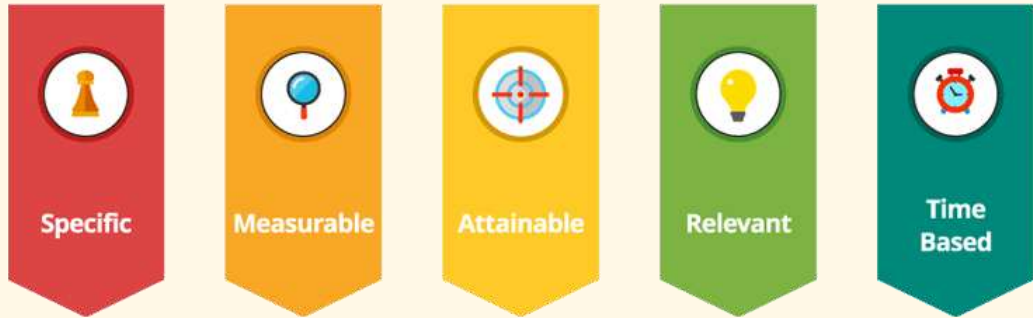 Specific
Measurable
Attainable
Relevant
Time
Based